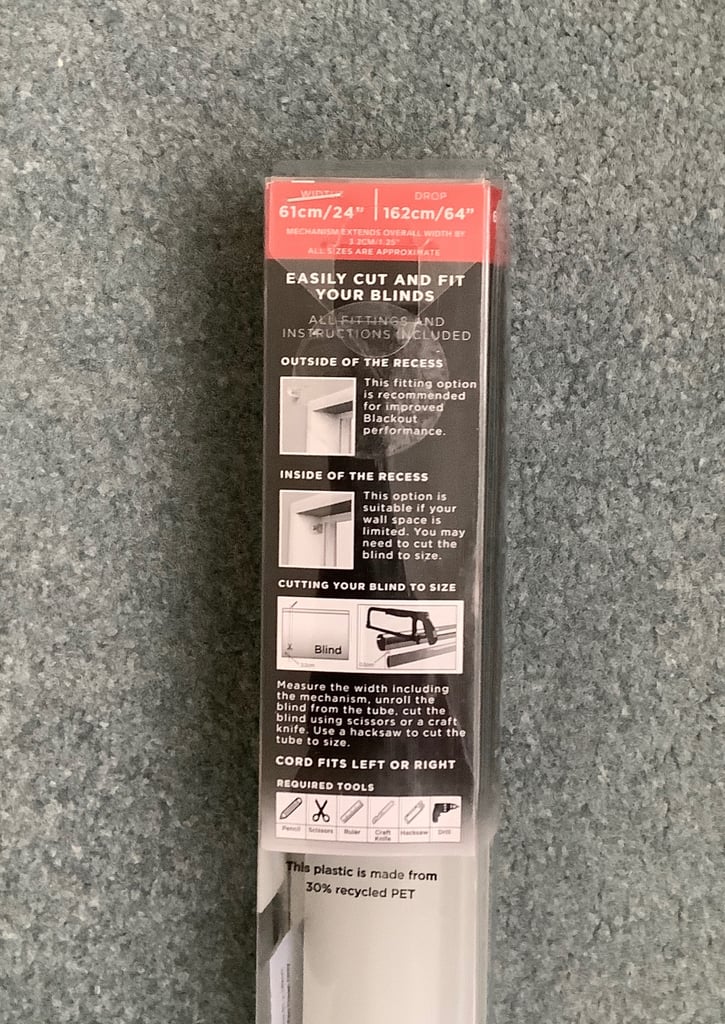 WIDTH
DROP
61cm/24" | 162cm/64"
MECHANISM EXTENDS OVERALL WIDTH BY
3.2CM/1.25"
ALL SIZES ARE APPROXIMATE
EASILY CUT AND FIT
YOUR BLINDS
ALL FITTINGS AND
INSTRUCTIONS INCLUDED
OUTSIDE OF THE RECESS
This fitting option
is recommended
for improved
Blackout
performance.
INSIDE OF THE RECESS
This option is
suitable if your
wall space is
limited. You may
need to cut the
blind to size.
CUTTING YOUR BLIND TO SIZE
Blind
Measure the width including
the mechanism, unroll the
blind from the tube, cut the
blind using scissors or a craft
knife. Use a hacksaw to cut the
tube to size.
CORD FITS LEFT OR RIGHT
REQUIRED TOOLS
Pencil Scissors Ruler Craft Knife Hacksaw Drill
This plastic is made from
30% recycled PET